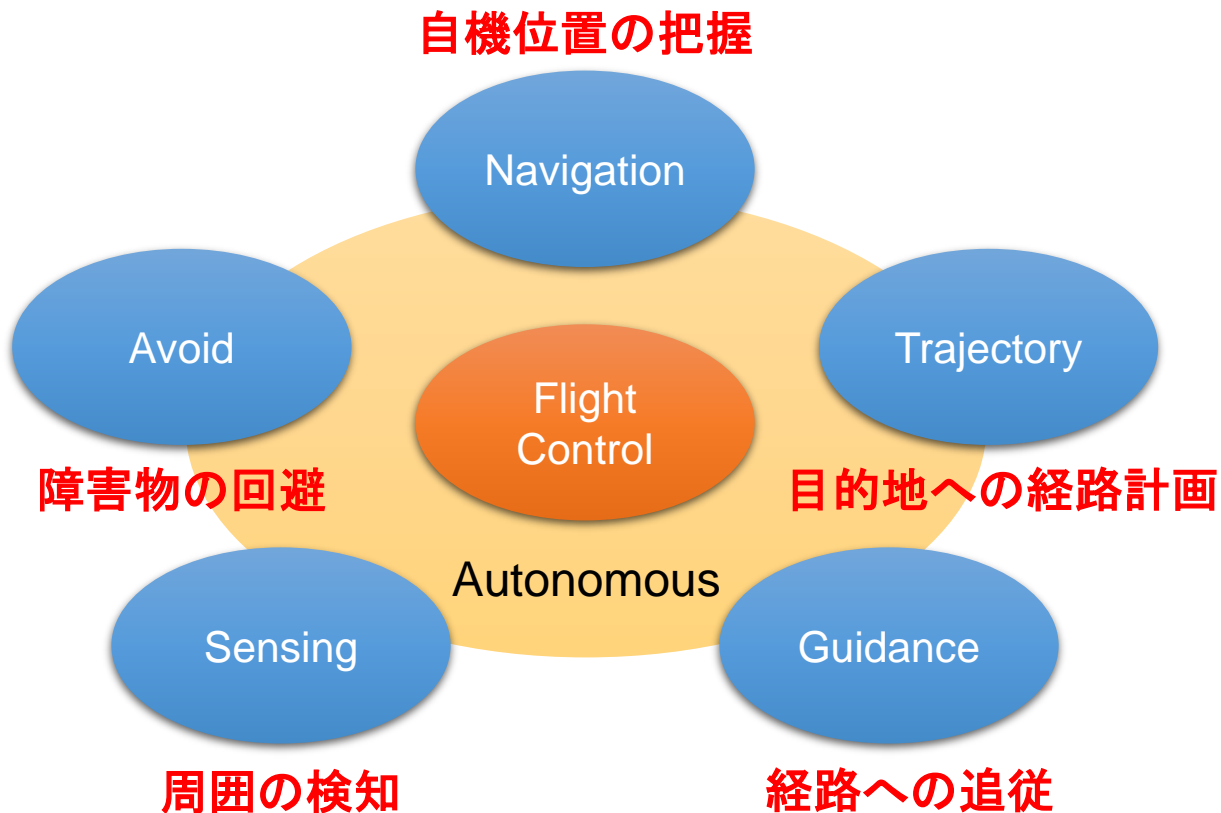 自機位置の把握
Navigation
Avoid
Trajectory
Flight
Control
障害物の回避
目的地への経路計画
Autonomous
Sensing
Guidance
周囲の検知
経路への追従